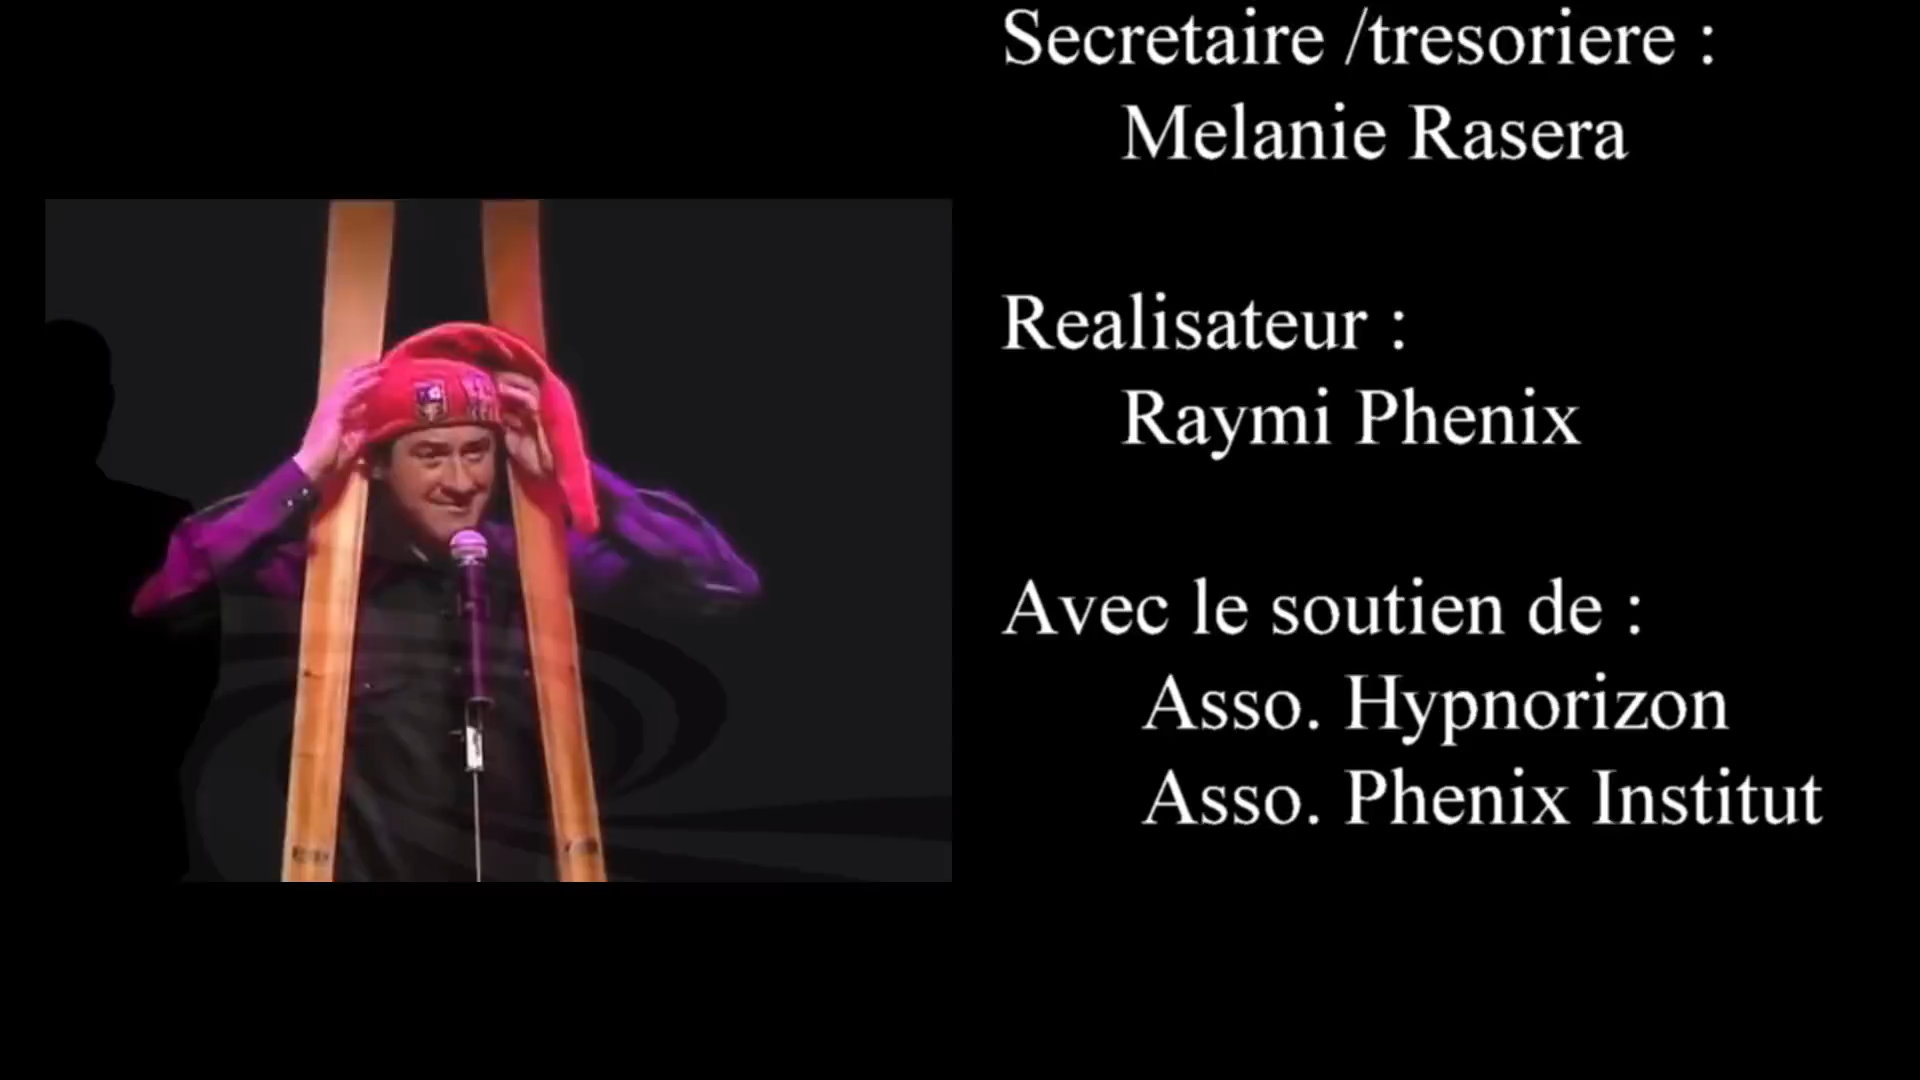 Secretaire /tresoriere :
Melanie Rasera
Realisateur :
Raymi Phenix
Avec le soutien de :
Asso. Hypnorizon
Asso. Phenix Institut